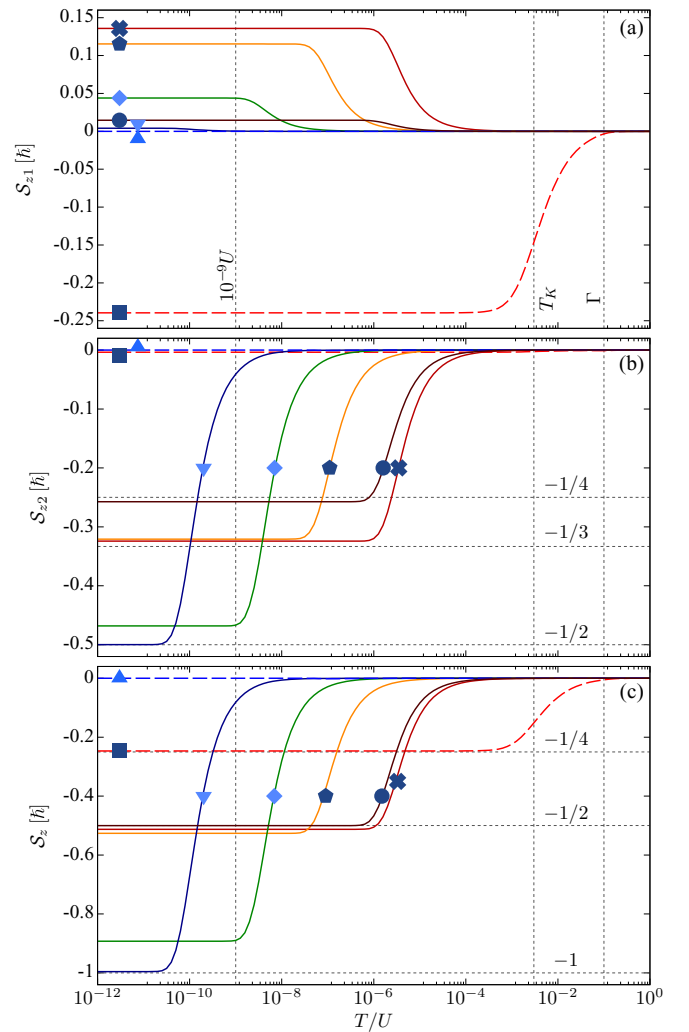 0.15
(a)
0.1
0.05
0
-0.05
-0.1
-0.15
-0.2
-0.25
S_{z1} [ħ]
10^{-9}U
T_K
Γ
0
(b)
-0.1
-0.2
-0.3
-0.4
-0.5
S_{z2} [ħ]
−1/4
−1/3
−1/2
0
(c)
-0.2
-0.4
-0.6
-0.8
-1
S_z [ħ]
−1/4
−1/2
−1
10^{-12} 10^{-10} 10^{-8} 10^{-6} 10^{-4} 10^{-2} 10^{0}
T/U